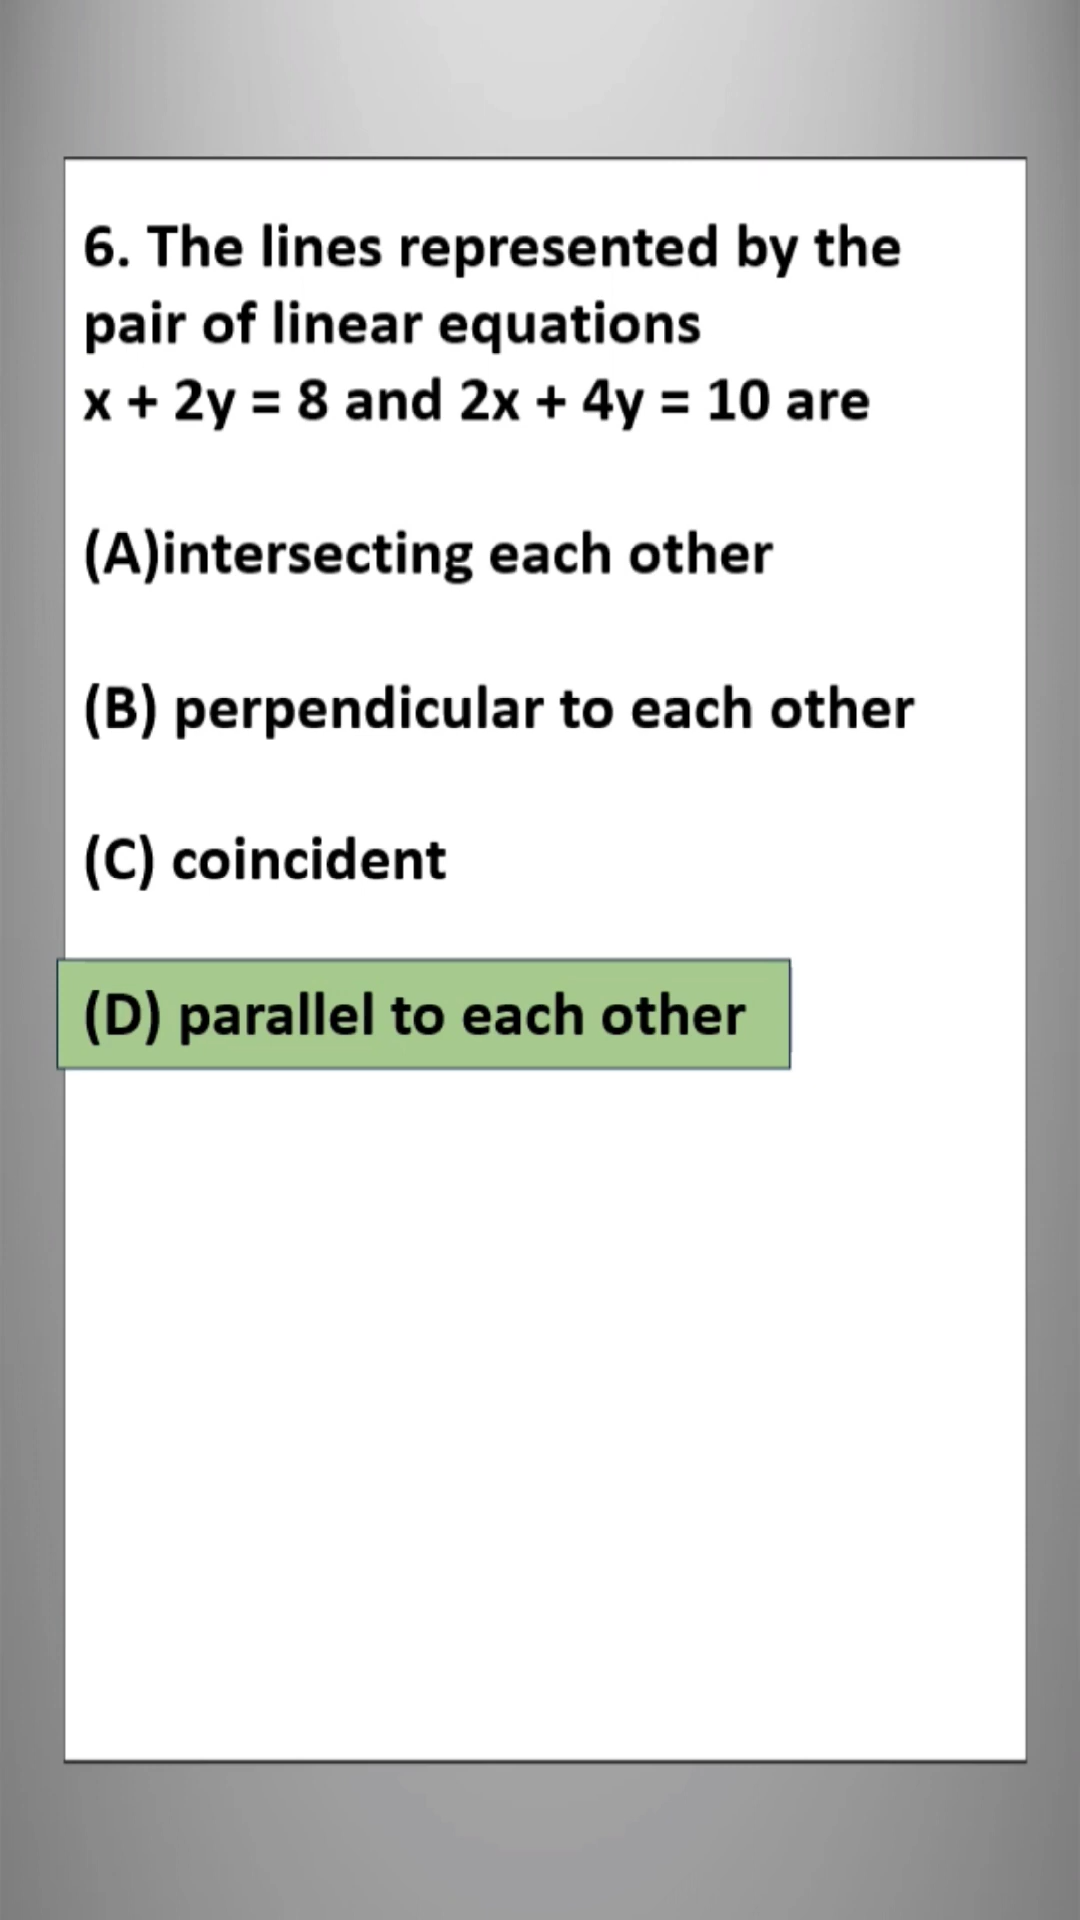 6. The lines represented by the
pair of linear equations
x + 2y = 8 and 2x + 4y = 10 are
(A)intersecting each other
(B) perpendicular to each other
(C) coincident
(D) parallel to each other